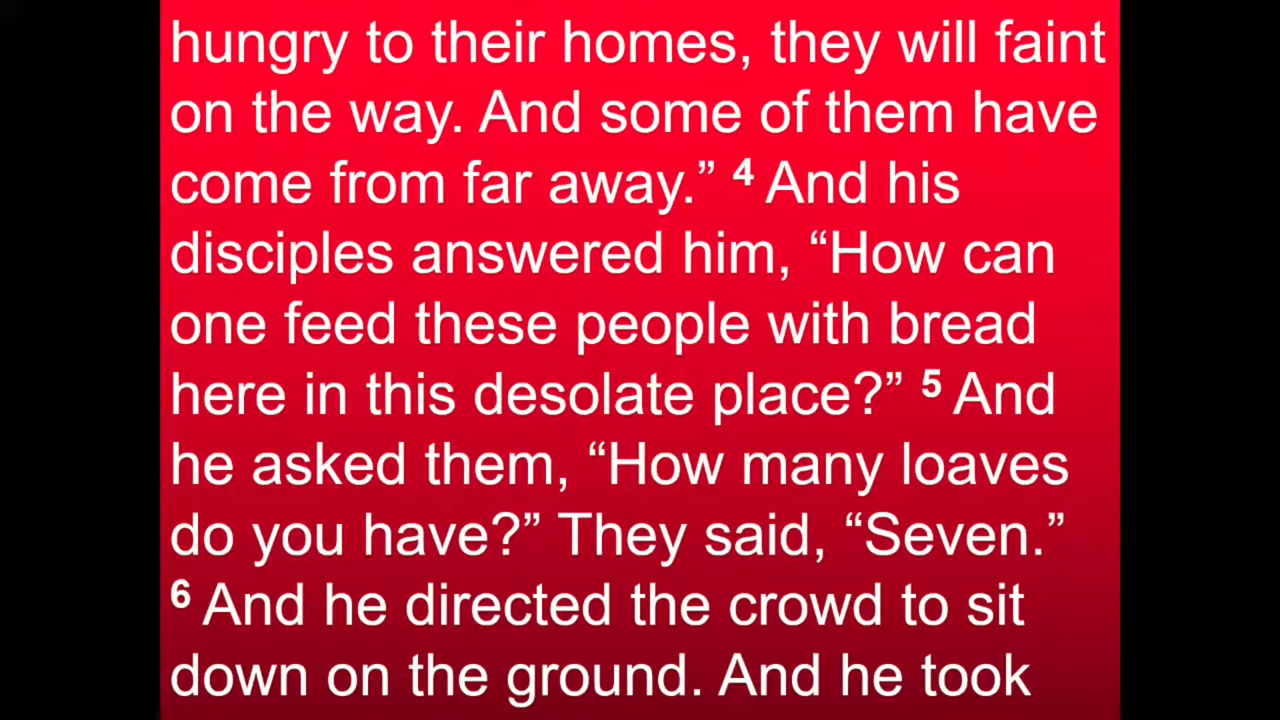 hungry to their homes, they will faint
on the way. And some of them have
come from far away.” 4 And his
disciples answered him, “How can
one feed these people with bread
here in this desolate place?” 5 And
he asked them, “How many loaves
do you have?” They said, “Seven.”
6 And he directed the crowd to sit
down on the ground. And he took